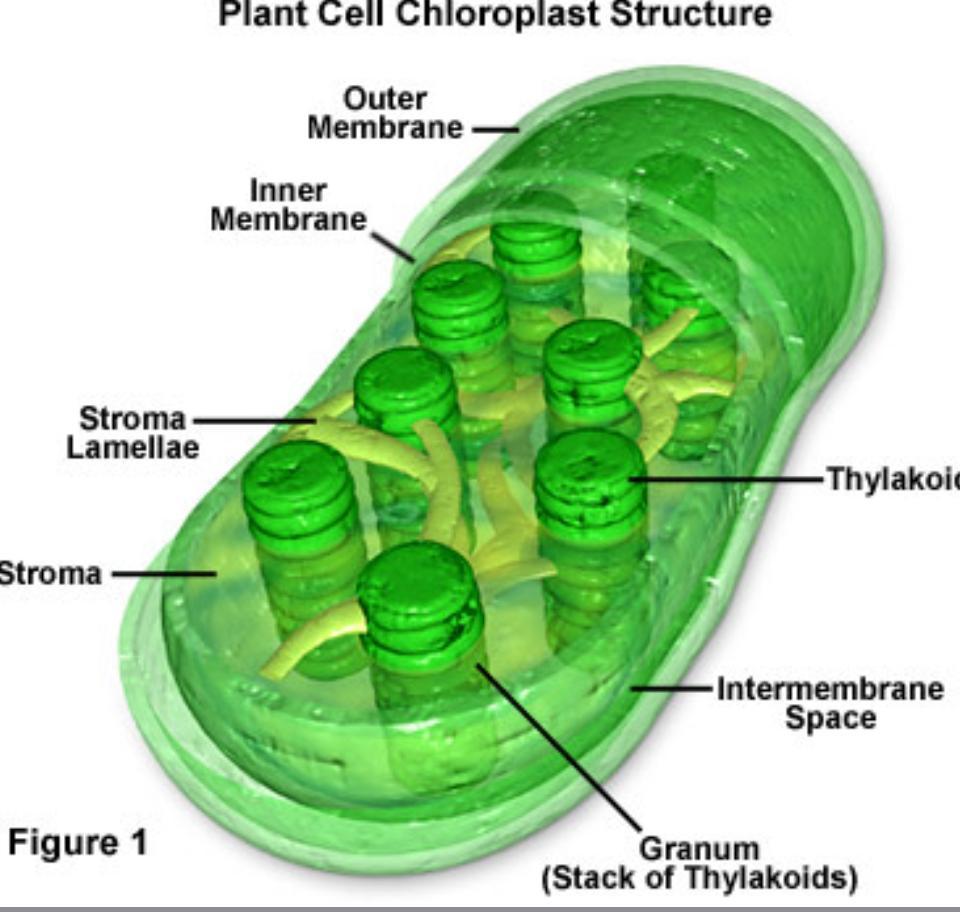 Plant Cell Chloroplast Structure
Outer
Membrane
Inner
Membrane
Stroma
Lamellae
Thylakoid
Stroma
Intermembrane
Space
Figure 1
Granum
(Stack of Thylakoids)